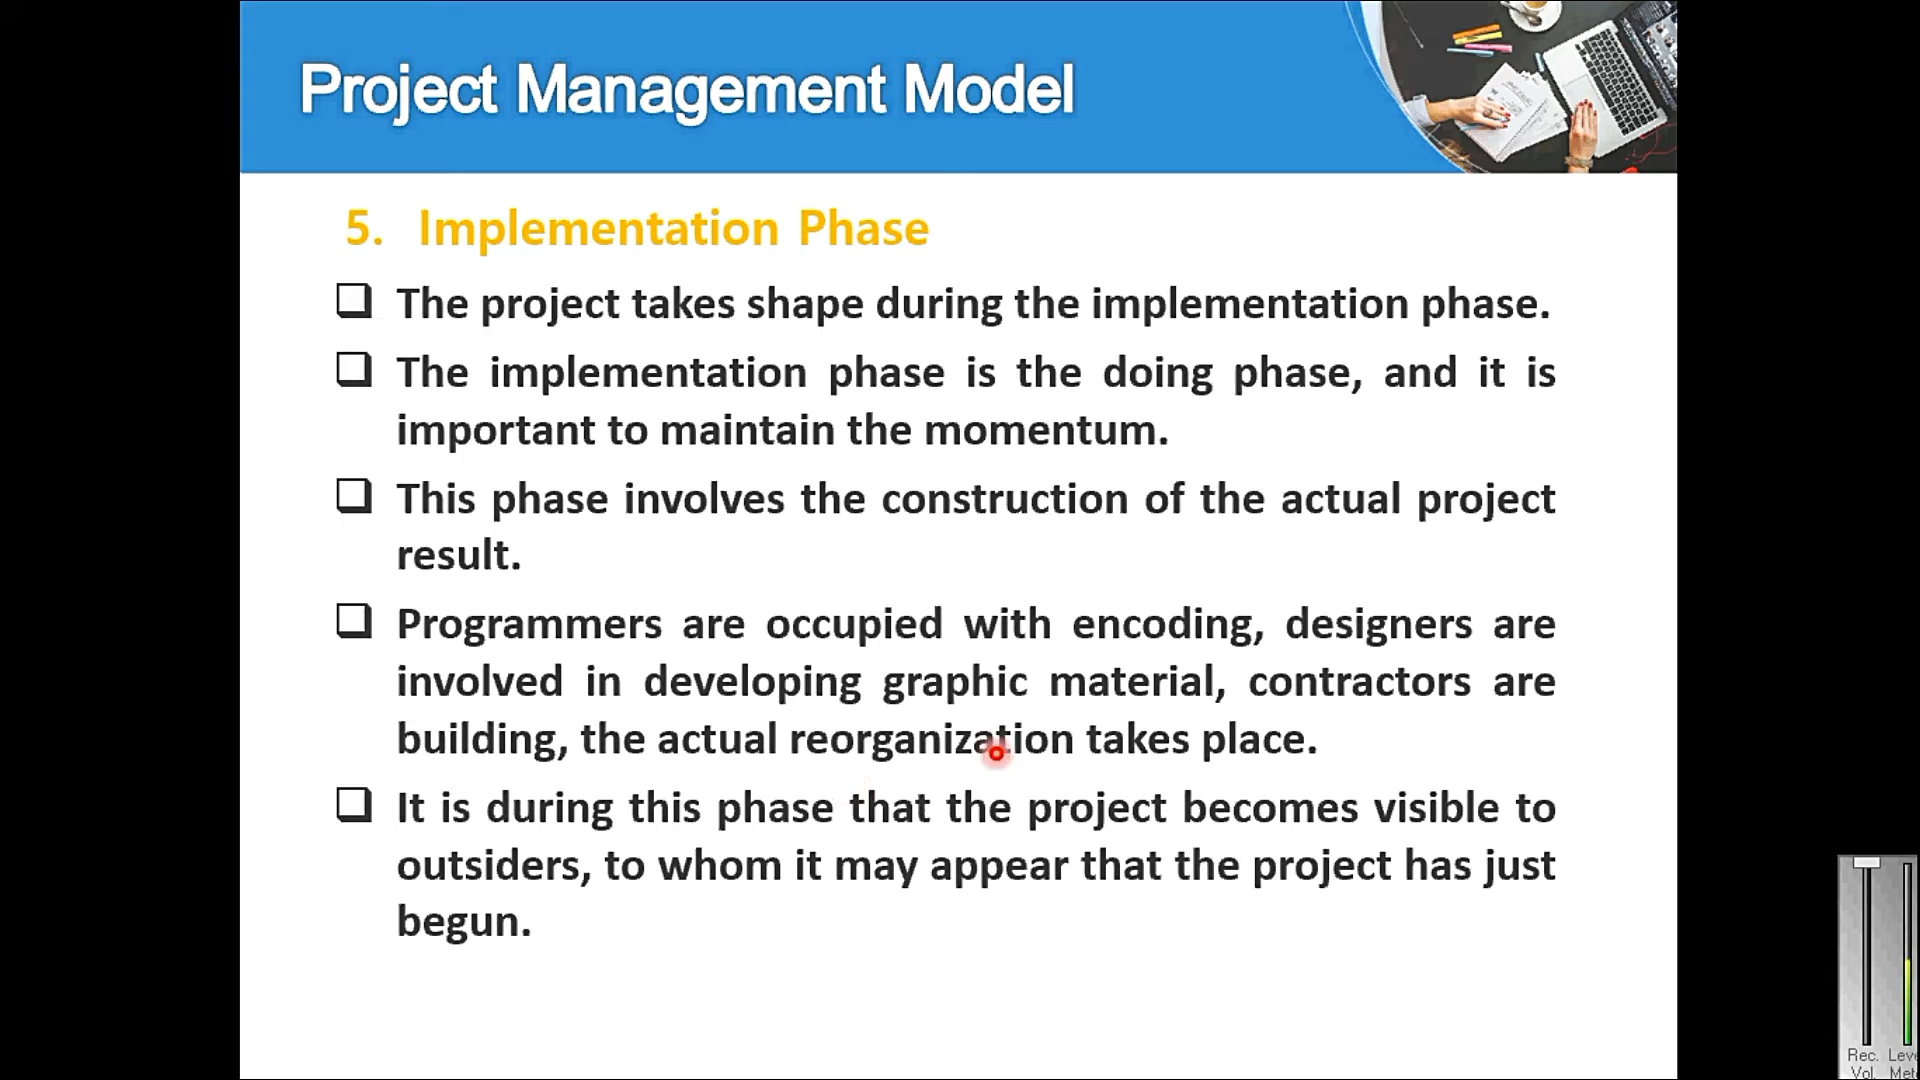 Project Management Model
5. Implementation Phase
The project takes shape during the implementation phase.
The implementation phase is the doing phase, and it is
important to maintain the momentum.
This phase involves the construction of the actual project
result.
Programmers are occupied with encoding, designers are
involved in developing graphic material, contractors are
building, the actual reorganization takes place.
It is during this phase that the project becomes visible to
outsiders, to whom it may appear that the project has just
begun.
Rec. Leve
Vol. Mete